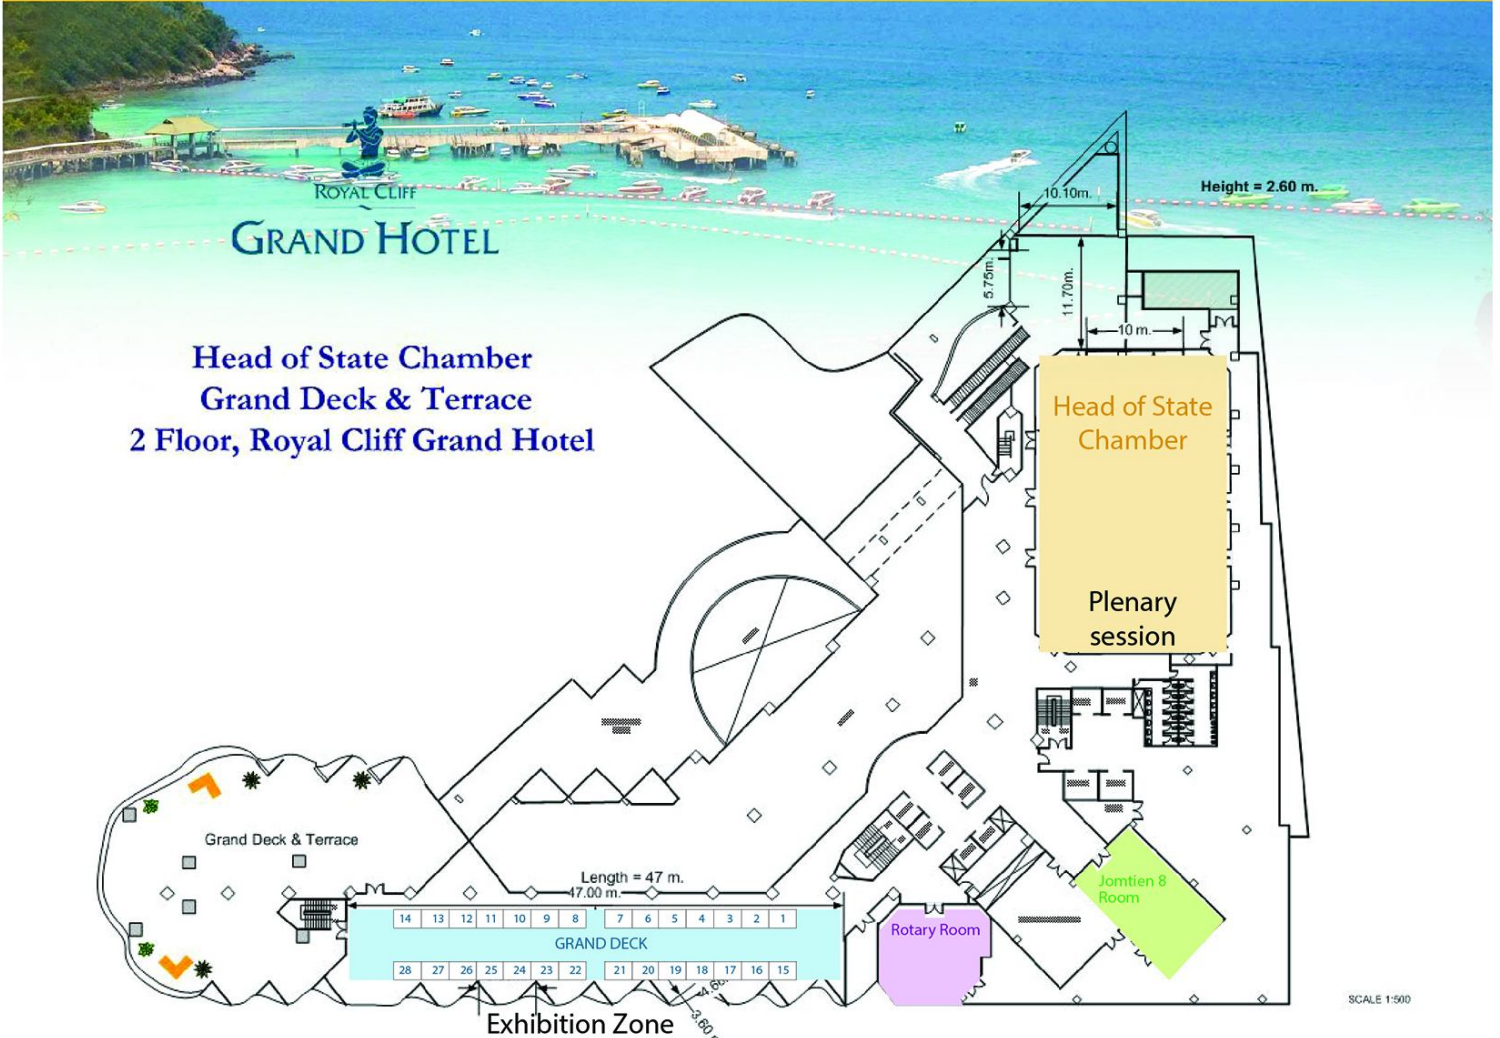 ROYAL CLIFF
GRAND HOTEL
Head of State Chamber
Grand Deck & Terrace
2 Floor, Royal Cliff Grand Hotel
10.10m.
Height = 2.60 m.
5.75m.
11.70m.
10 m.
Head of State
Chamber
Plenary
session
Grand Deck & Terrace
Length = 47 m.
47.00 m.
14 13 12 11 10 9 8 7 6 5 4 3 2 1
GRAND DECK
28 27 26 25 24 23 22 21 20 19 18 17 16 15
Rotary Room
Jomtien 8
Room
3.60
Exhibition Zone
SCALE 1:500